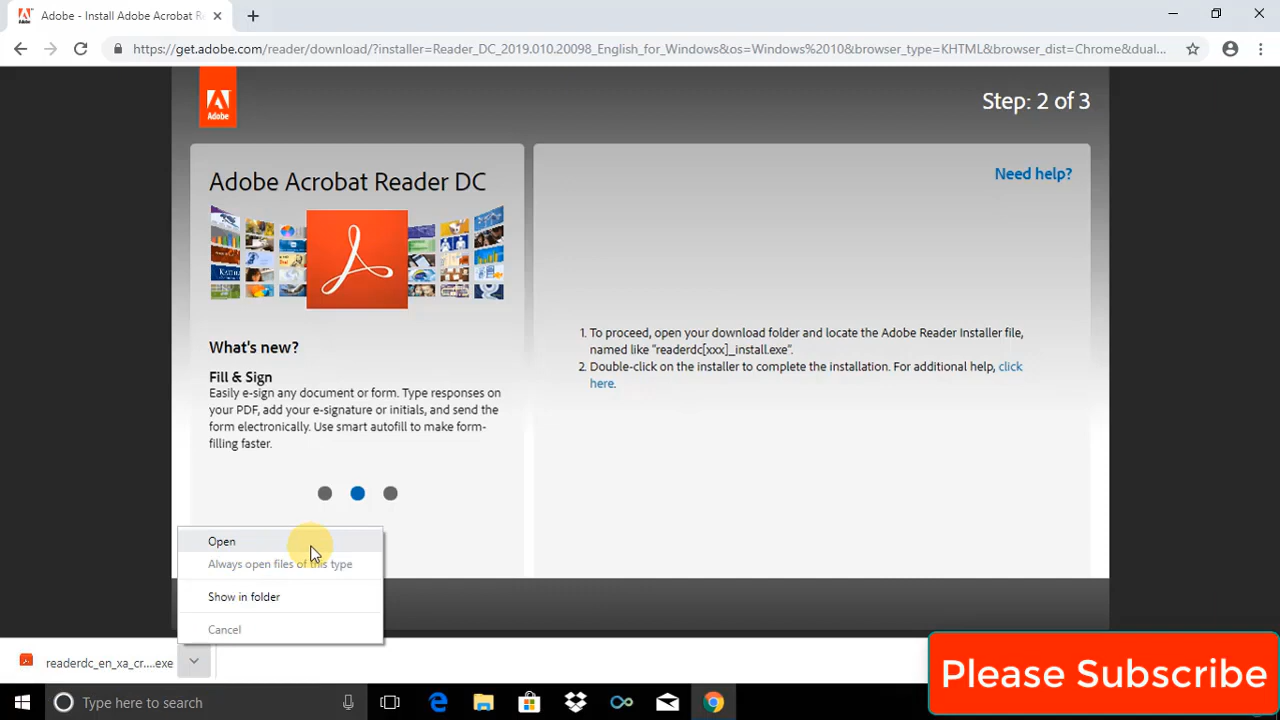 Adobe - Install Adobe Acrobat Re
https://get.adobe.com/reader/download/?installer=Reader_DC_2019.010.20098_English_for_Windows&os=Windows%2010&browser_type=KHTML&browser_dist=Chrome&dual...
Adobe
Step: 2 of 3
Adobe Acrobat Reader DC
Need help?
What's new?
Fill & Sign
Easily e-sign any document or form. Type responses on
your PDF, add your e-signature or initials, and send the
form electronically. Use smart autofill to make form-
filling faster.
1. To proceed, open your download folder and locate the Adobe Reader Installer file,
named like "readerdc[xxx]_install.exe".
2. Double-click on the installer to complete the installation. For additional help, click
here.
Open
Always open files of this type
Show in folder
Cancel
readerdc_en_xa_cr....exe
Please Subscribe
Type here to search